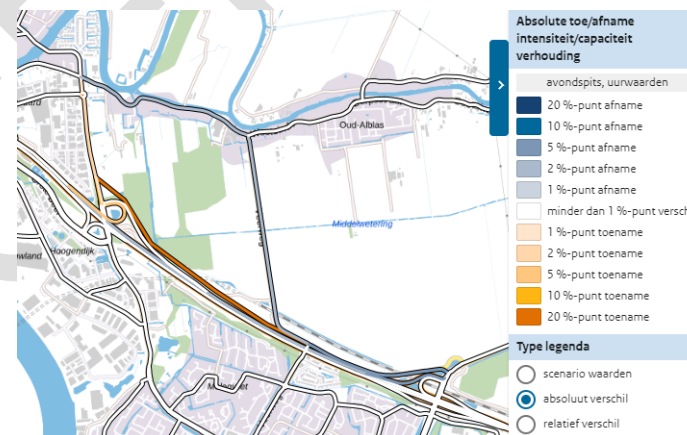 Absolute toe/afname
intensiteit/capaciteit
verhouding
avondspits, uurwaarden
20 %-punt afname
10 %-punt afname
5 %-punt afname
2 %-punt afname
1 %-punt afname
minder dan 1 %-punt versch
1 %-punt toename
2 %-punt toename
5 %-punt toename
10 %-punt toename
20 %-punt toename
Type legenda
scenario waarden
absoluut verschil
relatief verschil
Oud-Alblas
Middelwetering
Hoogendijk